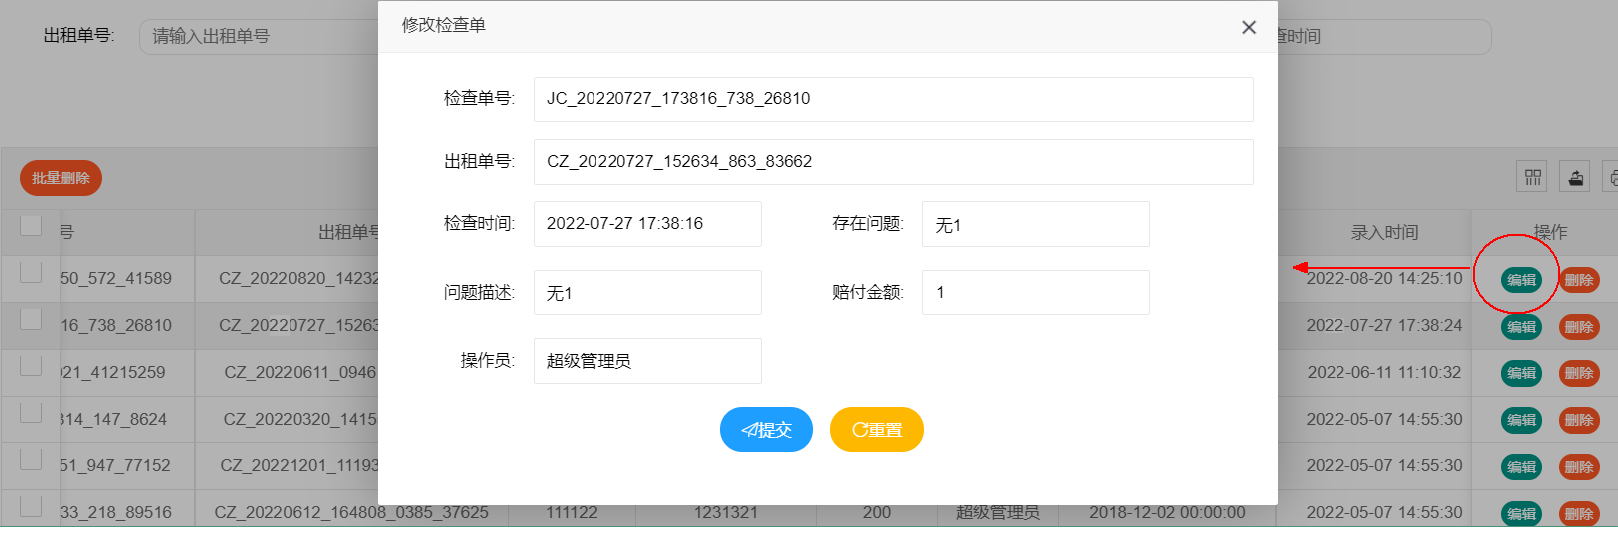 修改检查单
出租单号: 请输入出租单号 查时间
检查单号: JC_20220727_173816_738_26810
出租单号: CZ_20220727_152634_863_83662
检查时间: 2022-07-27 17:38:16 存在问题: 无1
问题描述: 无1 赔付金额: 1
操作员: 超级管理员
提交 重置
批量删除
号 出租单号 录入时间 操作
50_572_41589 CZ_20220820_14232 2022-08-20 14:25:10 编辑 删除
16_738_26810 CZ_20220727_15263 2022-07-27 17:38:24 编辑 删除
021_41215259 CZ_20220611_0946 2022-06-11 11:10:32 编辑 删除
314_147_8624 CZ_20220320_1415 2022-05-07 14:55:30 编辑 删除
51_947_77152 CZ_20221201_11193 2022-05-07 14:55:30 编辑 删除
33_218_89516 CZ_20220612_164808_0385_37625 111122 1231321 200 超级管理员 2018-12-02 00:00:00 2022-05-07 14:55:30 编辑 删除